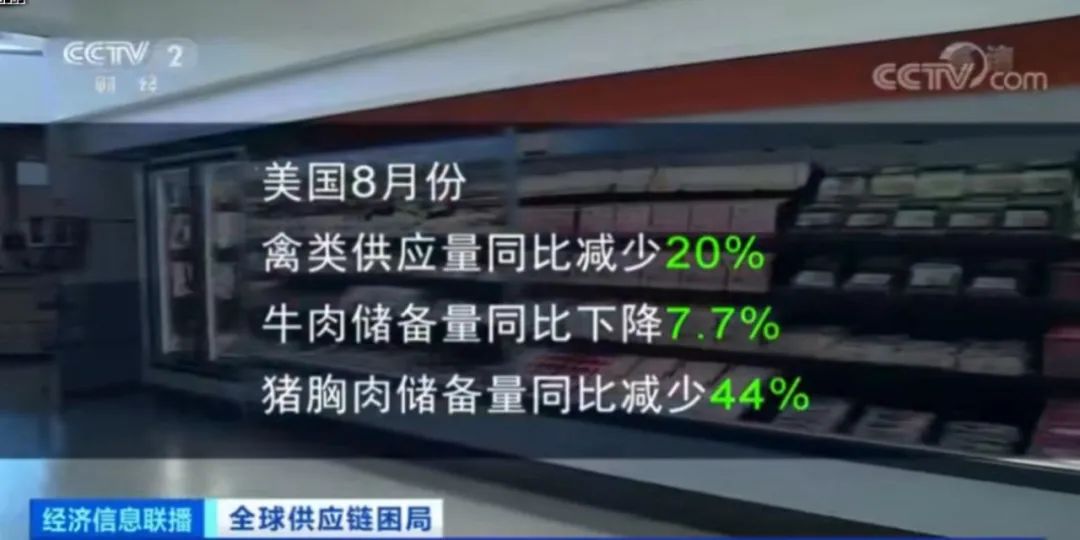 CCTV 2
财经
CCTV.com
美国8月份
禽类供应量同比减少20%
牛肉储备量同比下降7.7%
猪胸肉储备量同比减少44%
经济信息联播
全球供应链困局